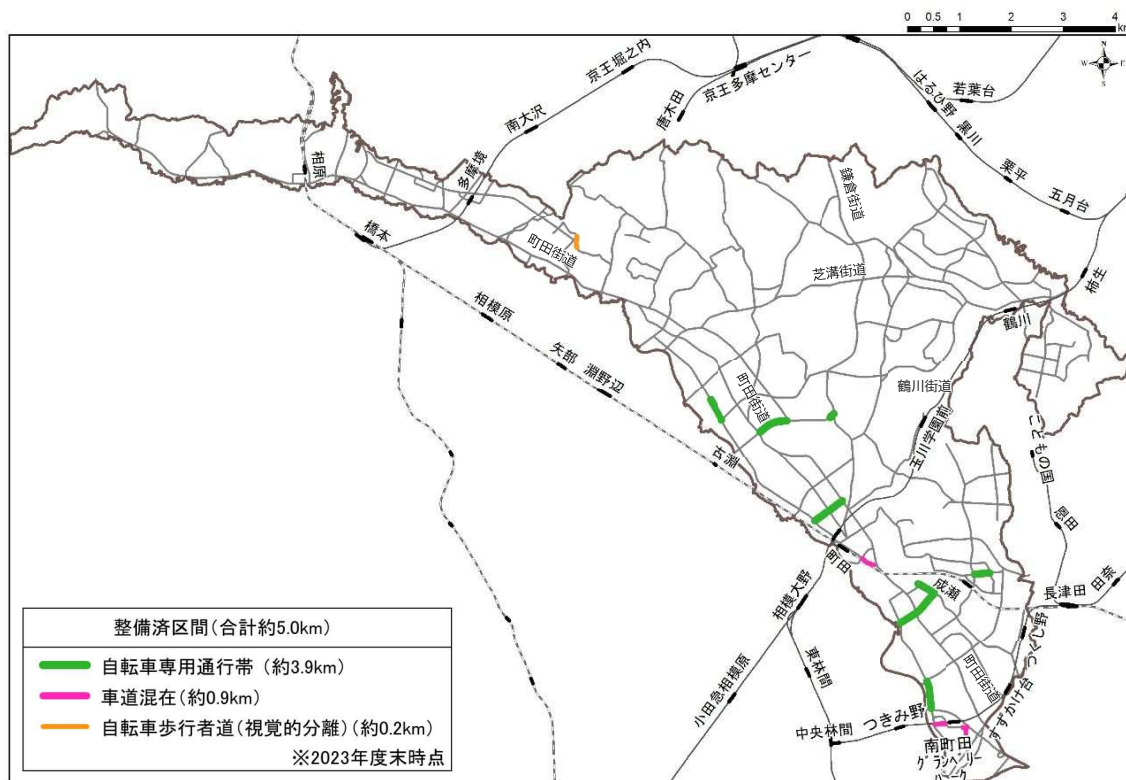 0 0.5 1 2 3 4
km
N
W E
S
京王堀之内
京王多摩センター
若葉台
はるひ野
黒川
唐木田
南大沢
栗平
五月台
多摩境
相原
鎌倉街道
橋本
町田街道
芝溝街道
柿生
相模原
鶴川
矢部
淵野辺
町田街道
鶴川街道
玉川学園前
こどもの国
古淵
恩田
町田
成瀬
長津田
田奈
相模大野
つくし野
東林間
町田街道
小田急相模原
すずかけ台
つきみ野
中央林間
南町田
グランベリー
パーク
整備済区間(合計約5.0km)
自転車専用通行帯 (約3.9km)
車道混在(約0.9km)
自転車歩行者道(視覚的分離)(約0.2km)
※2023年度末時点